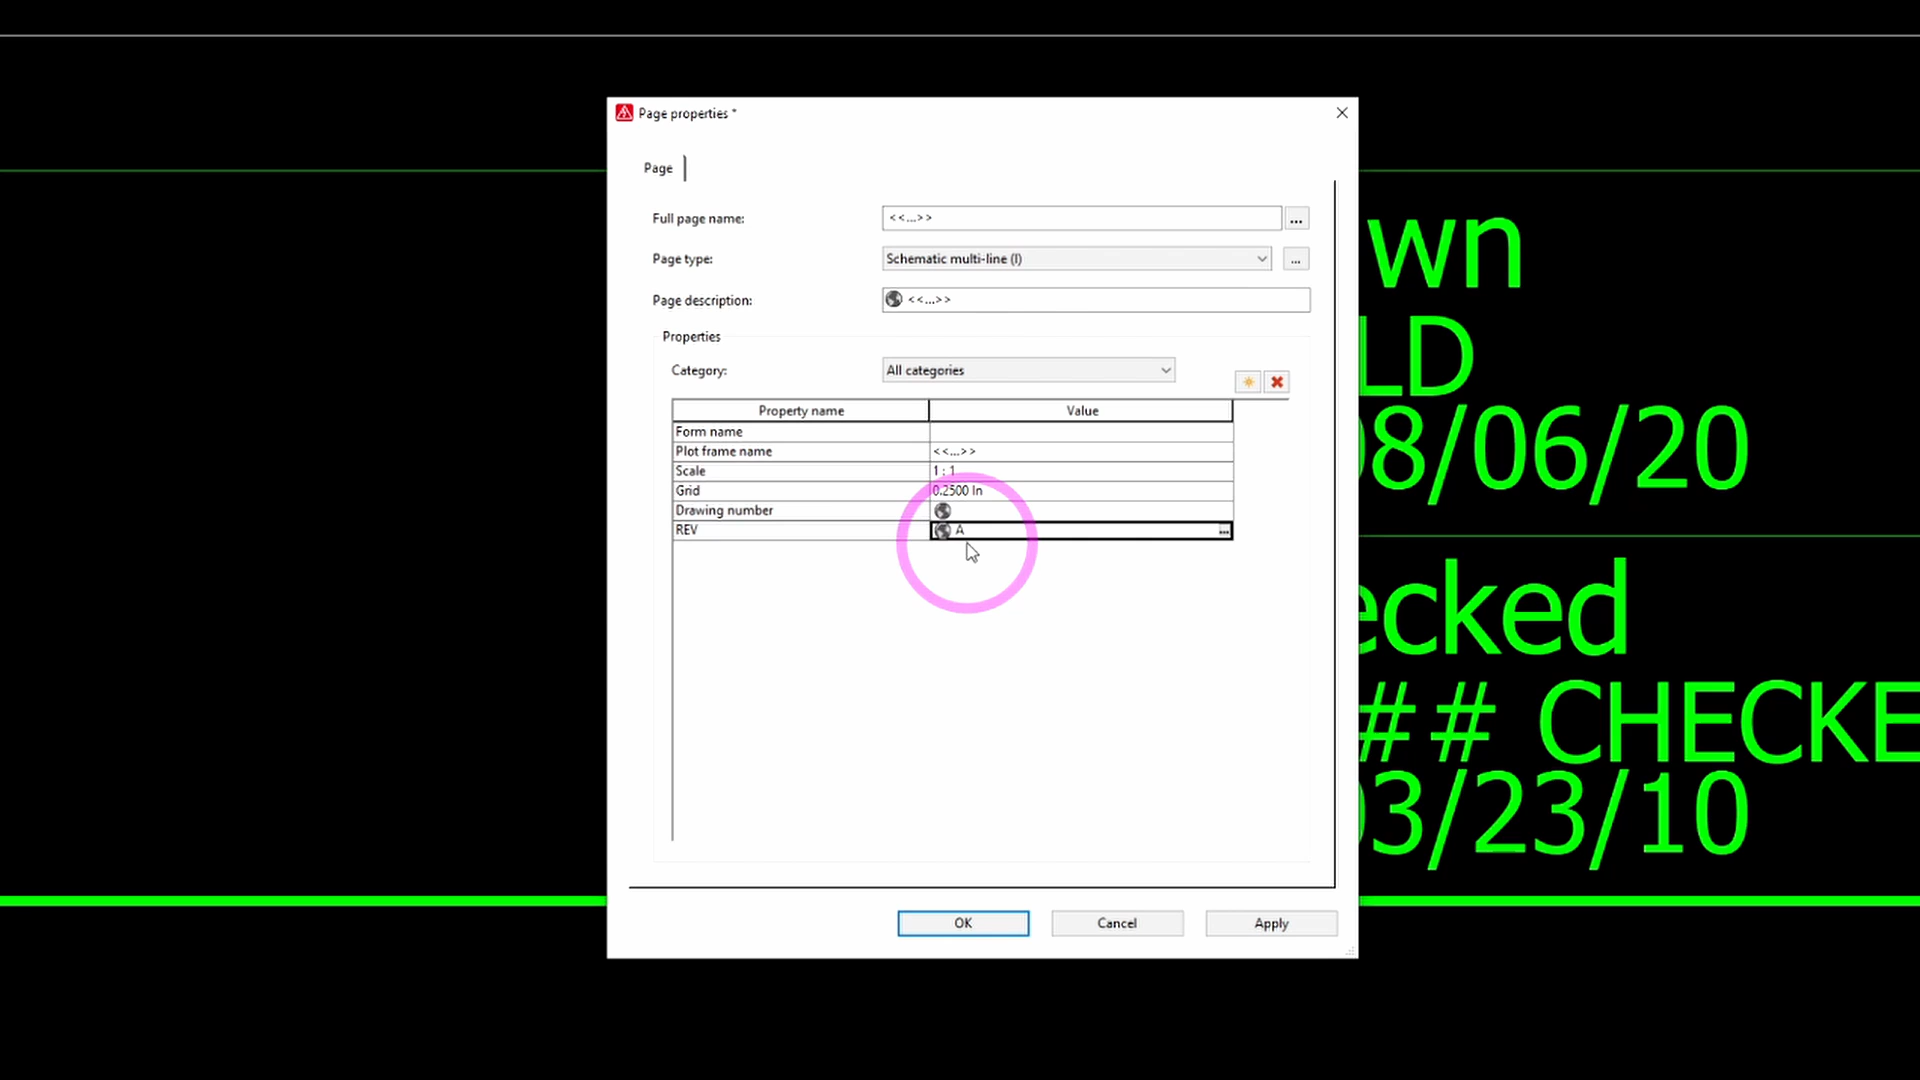 Page properties *
Page
Full page name: <<...>> ...
Page type: Schematic multi-line (I) ...
Page description: <<...>>
Properties
Category: All categories
Property name Value
Form name
Plot frame name <<...>>
Scale 1 : 1
Grid 0.2500 In
Drawing number
REV A ...
OK Cancel Apply
wn
LD
08/06/20
ecked
## CHECKE
03/23/10